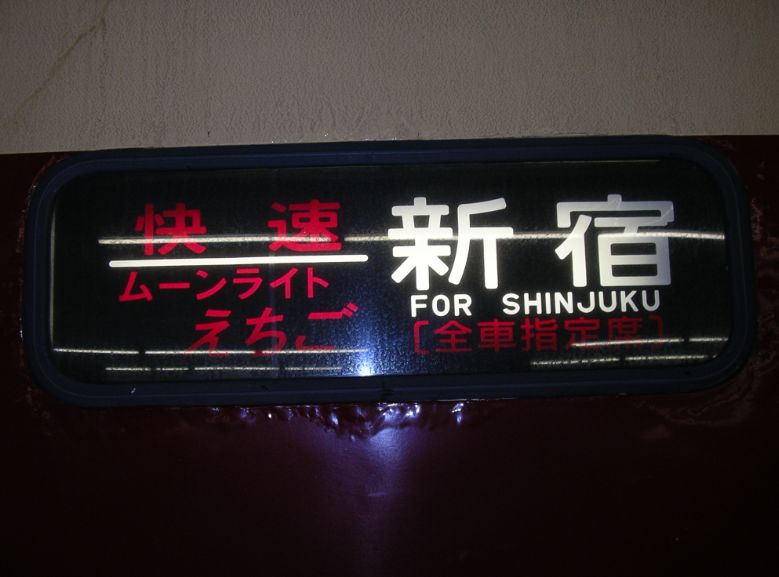 快速
ムーンライト
えちご
新宿
FOR SHINJUKU
〔全車指定席〕